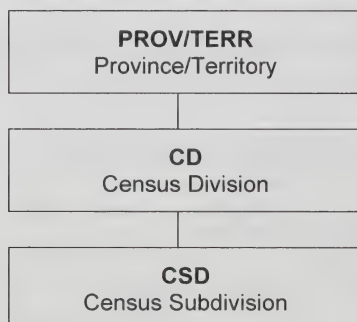 PROV/TERR
Province/Territory
CD
Census Division
CSD
Census Subdivision